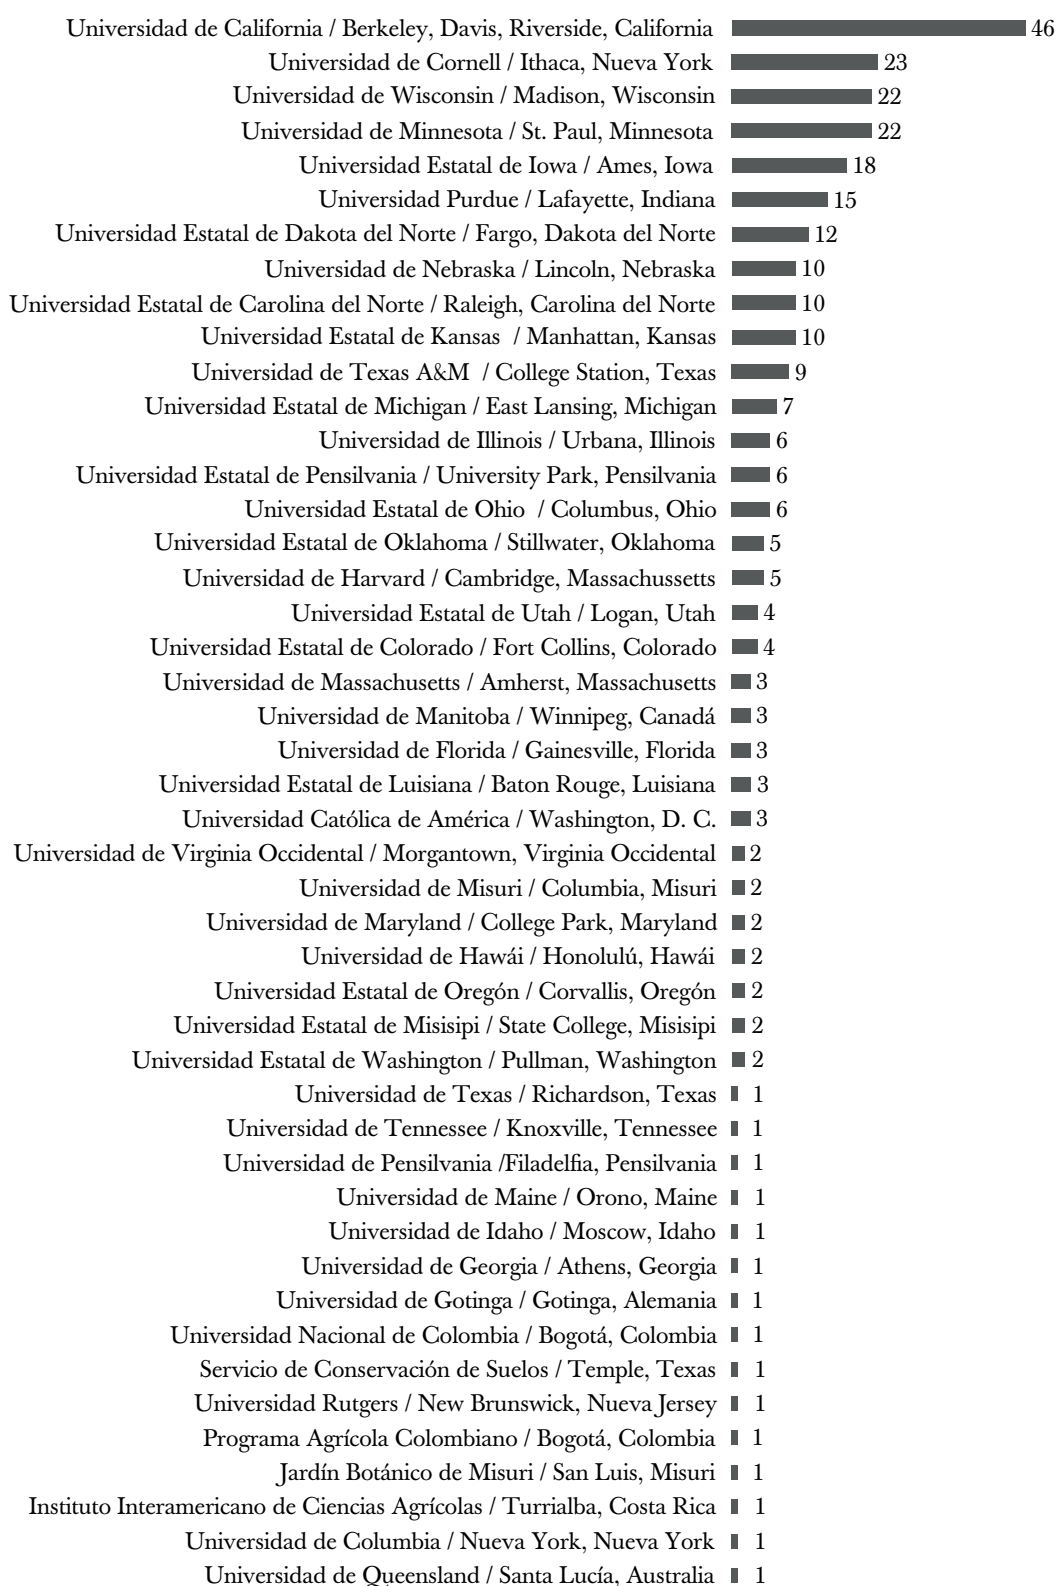 Universidad de California / Berkeley, Davis, Riverside, California 46
Universidad de Cornell / Ithaca, Nueva York 23
Universidad de Wisconsin / Madison, Wisconsin 22
Universidad de Minnesota / St. Paul, Minnesota 22
Universidad Estatal de Iowa / Ames, Iowa 18
Universidad Purdue / Lafayette, Indiana 15
Universidad Estatal de Dakota del Norte / Fargo, Dakota del Norte 12
Universidad de Nebraska / Lincoln, Nebraska 10
Universidad Estatal de Carolina del Norte / Raleigh, Carolina del Norte 10
Universidad Estatal de Kansas / Manhattan, Kansas 10
Universidad de Texas A&M / College Station, Texas 9
Universidad Estatal de Michigan / East Lansing, Michigan 7
Universidad de Illinois / Urbana, Illinois 6
Universidad Estatal de Pensilvania / University Park, Pensilvania 6
Universidad Estatal de Ohio / Columbus, Ohio 6
Universidad Estatal de Oklahoma / Stillwater, Oklahoma 5
Universidad de Harvard / Cambridge, Massachussetts 5
Universidad Estatal de Utah / Logan, Utah 4
Universidad Estatal de Colorado / Fort Collins, Colorado 4
Universidad de Massachusetts / Amherst, Massachusetts 3
Universidad de Manitoba / Winnipeg, Canadá 3
Universidad de Florida / Gainesville, Florida 3
Universidad Estatal de Luisiana / Baton Rouge, Luisiana 3
Universidad Católica de América / Washington, D. C. 3
Universidad de Virginia Occidental / Morgantown, Virginia Occidental 2
Universidad de Misuri / Columbia, Misuri 2
Universidad de Maryland / College Park, Maryland 2
Universidad de Hawái / Honolulú, Hawái 2
Universidad Estatal de Oregón / Corvallis, Oregón 2
Universidad Estatal de Misisipi / State College, Misisipi 2
Universidad Estatal de Washington / Pullman, Washington 2
Universidad de Texas / Richardson, Texas 1
Universidad de Tennessee / Knoxville, Tennessee 1
Universidad de Pensilvania /Filadelfia, Pensilvania 1
Universidad de Maine / Orono, Maine 1
Universidad de Idaho / Moscow, Idaho 1
Universidad de Georgia / Athens, Georgia 1
Universidad de Gotinga / Gotinga, Alemania 1
Universidad Nacional de Colombia / Bogotá, Colombia 1
Servicio de Conservación de Suelos / Temple, Texas 1
Universidad Rutgers / New Brunswick, Nueva Jersey 1
Programa Agrícola Colombiano / Bogotá, Colombia 1
Jardín Botánico de Misuri / San Luis, Misuri 1
Instituto Interamericano de Ciencias Agrícolas / Turrialba, Costa Rica 1
Universidad de Columbia / Nueva York, Nueva York 1
Universidad de Queensland / Santa Lucía, Australia 1